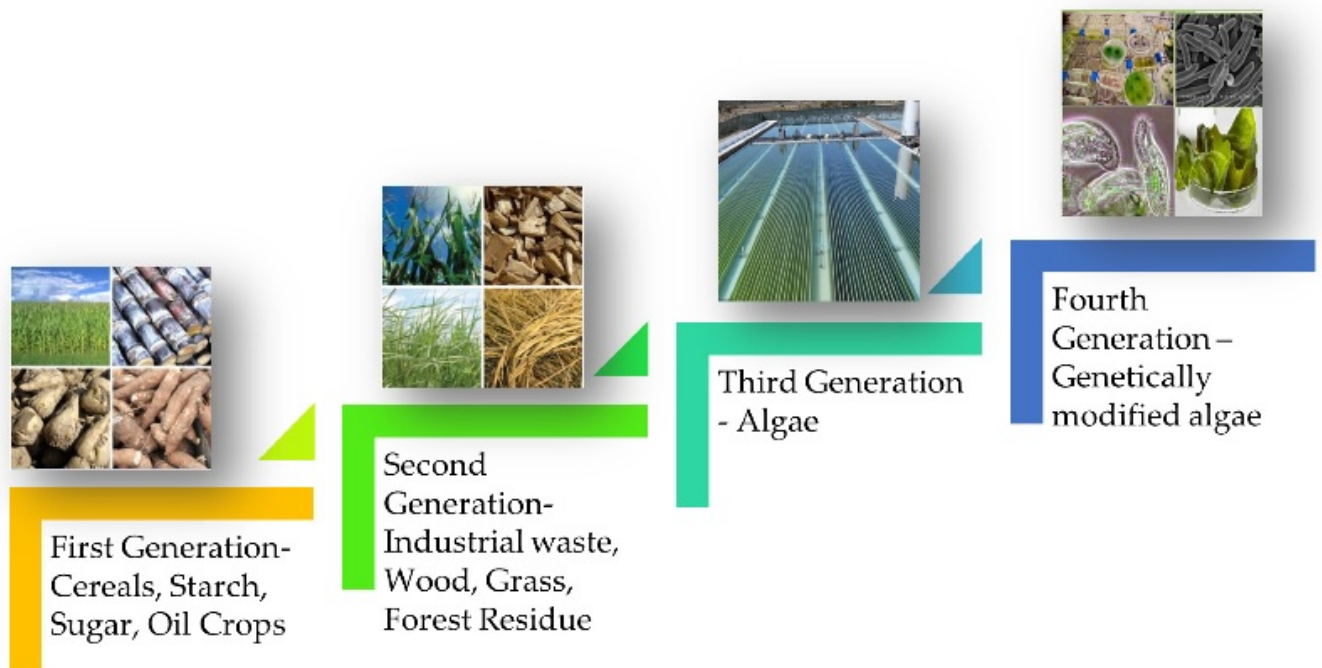 First Generation-
Cereals, Starch,
Sugar, Oil Crops
Second
Generation-
Industrial waste,
Wood, Grass,
Forest Residue
Third Generation
- Algae
Fourth
Generation –
Genetically
modified algae